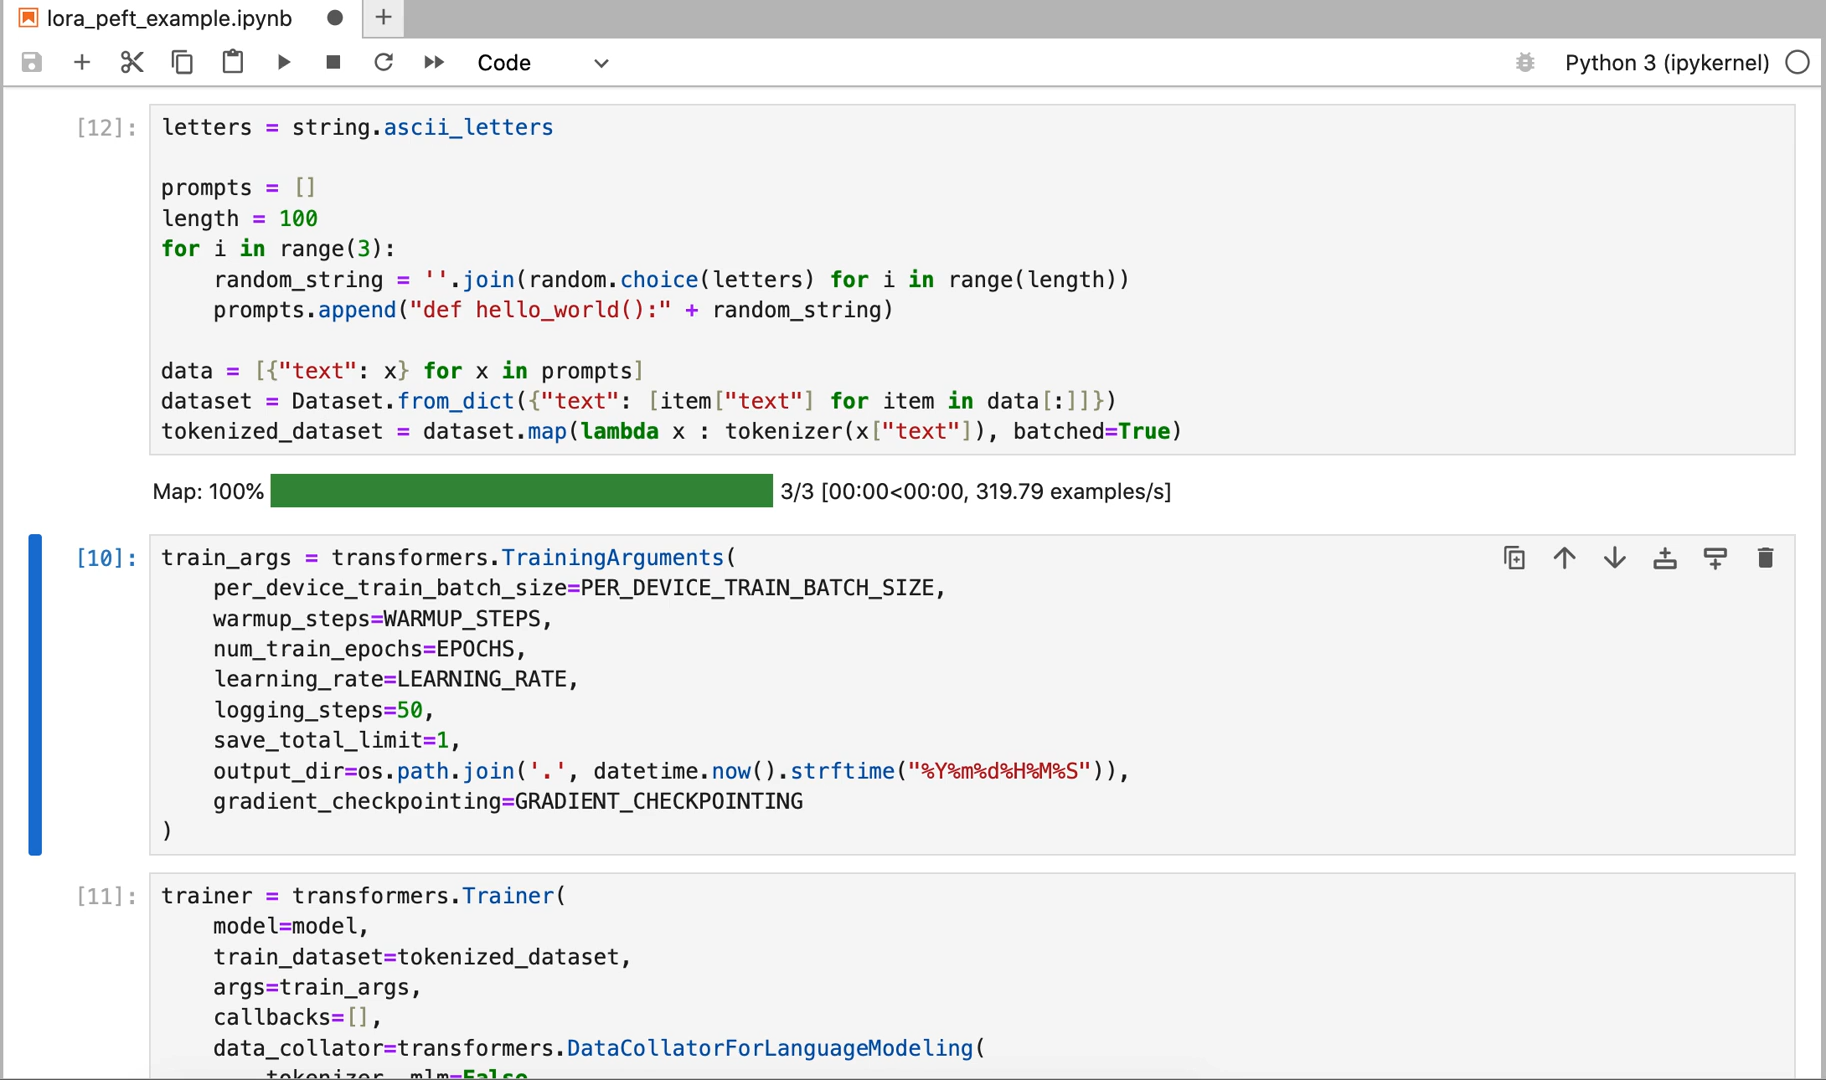 lora_peft_example.ipynb
Code
Python 3 (ipykernel)
[12]:
letters = string.ascii_letters
prompts = []
length = 100
for i in range(3):
    random_string = ''.join(random.choice(letters) for i in range(length))
    prompts.append("def hello_world():" + random_string)
data = [{"text": x} for x in prompts]
dataset = Dataset.from_dict({"text": [item["text"] for item in data[:]]})
tokenized_dataset = dataset.map(lambda x : tokenizer(x["text"]), batched=True)
Map: 100% 3/3 [00:00<00:00, 319.79 examples/s]
[10]:
train_args = transformers.TrainingArguments(
    per_device_train_batch_size=PER_DEVICE_TRAIN_BATCH_SIZE,
    warmup_steps=WARMUP_STEPS,
    num_train_epochs=EPOCHS,
    learning_rate=LEARNING_RATE,
    logging_steps=50,
    save_total_limit=1,
    output_dir=os.path.join('.', datetime.now().strftime("%Y%m%d%H%M%S")),
    gradient_checkpointing=GRADIENT_CHECKPOINTING
)
[11]:
trainer = transformers.Trainer(
    model=model,
    train_dataset=tokenized_dataset,
    args=train_args,
    callbacks=[],
    data_collator=transformers.DataCollatorForLanguageModeling(
        tokenizer, mlm=False